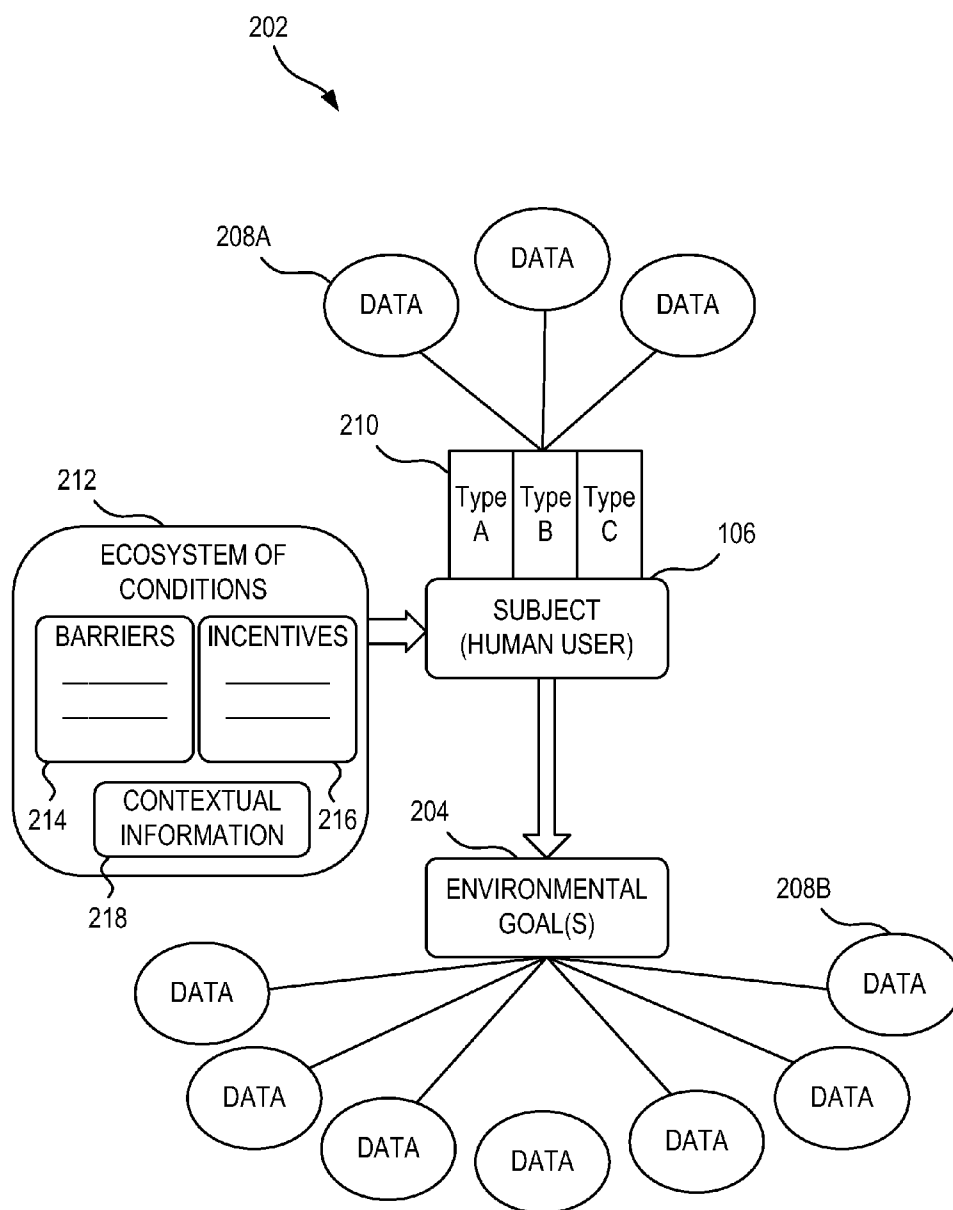 202
208A
DATA
DATA
DATA
210
Type
A
Type
B
Type
C
212
106
ECOSYSTEM OF
CONDITIONS
BARRIERS
INCENTIVES
SUBJECT
(HUMAN USER)
214
216
CONTEXTUAL
INFORMATION
218
204
ENVIRONMENTAL
GOAL(S)
208B
DATA
DATA
DATA
DATA
DATA
DATA
DATA